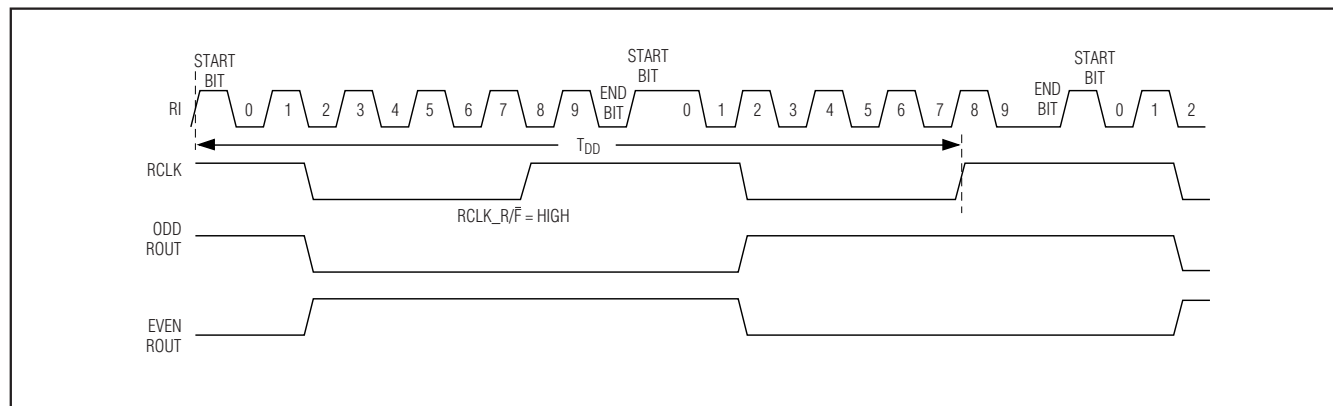 START
BIT
RI
0 1 2 3 4 5 6 7 8 9
END
BIT
START
BIT
0 1 2 3 4 5 6 7 8 9
END
BIT
START
BIT
0 1 2
TDD
RCLK
RCLK_R/F̅ = HIGH
ODD
ROUT
EVEN
ROUT